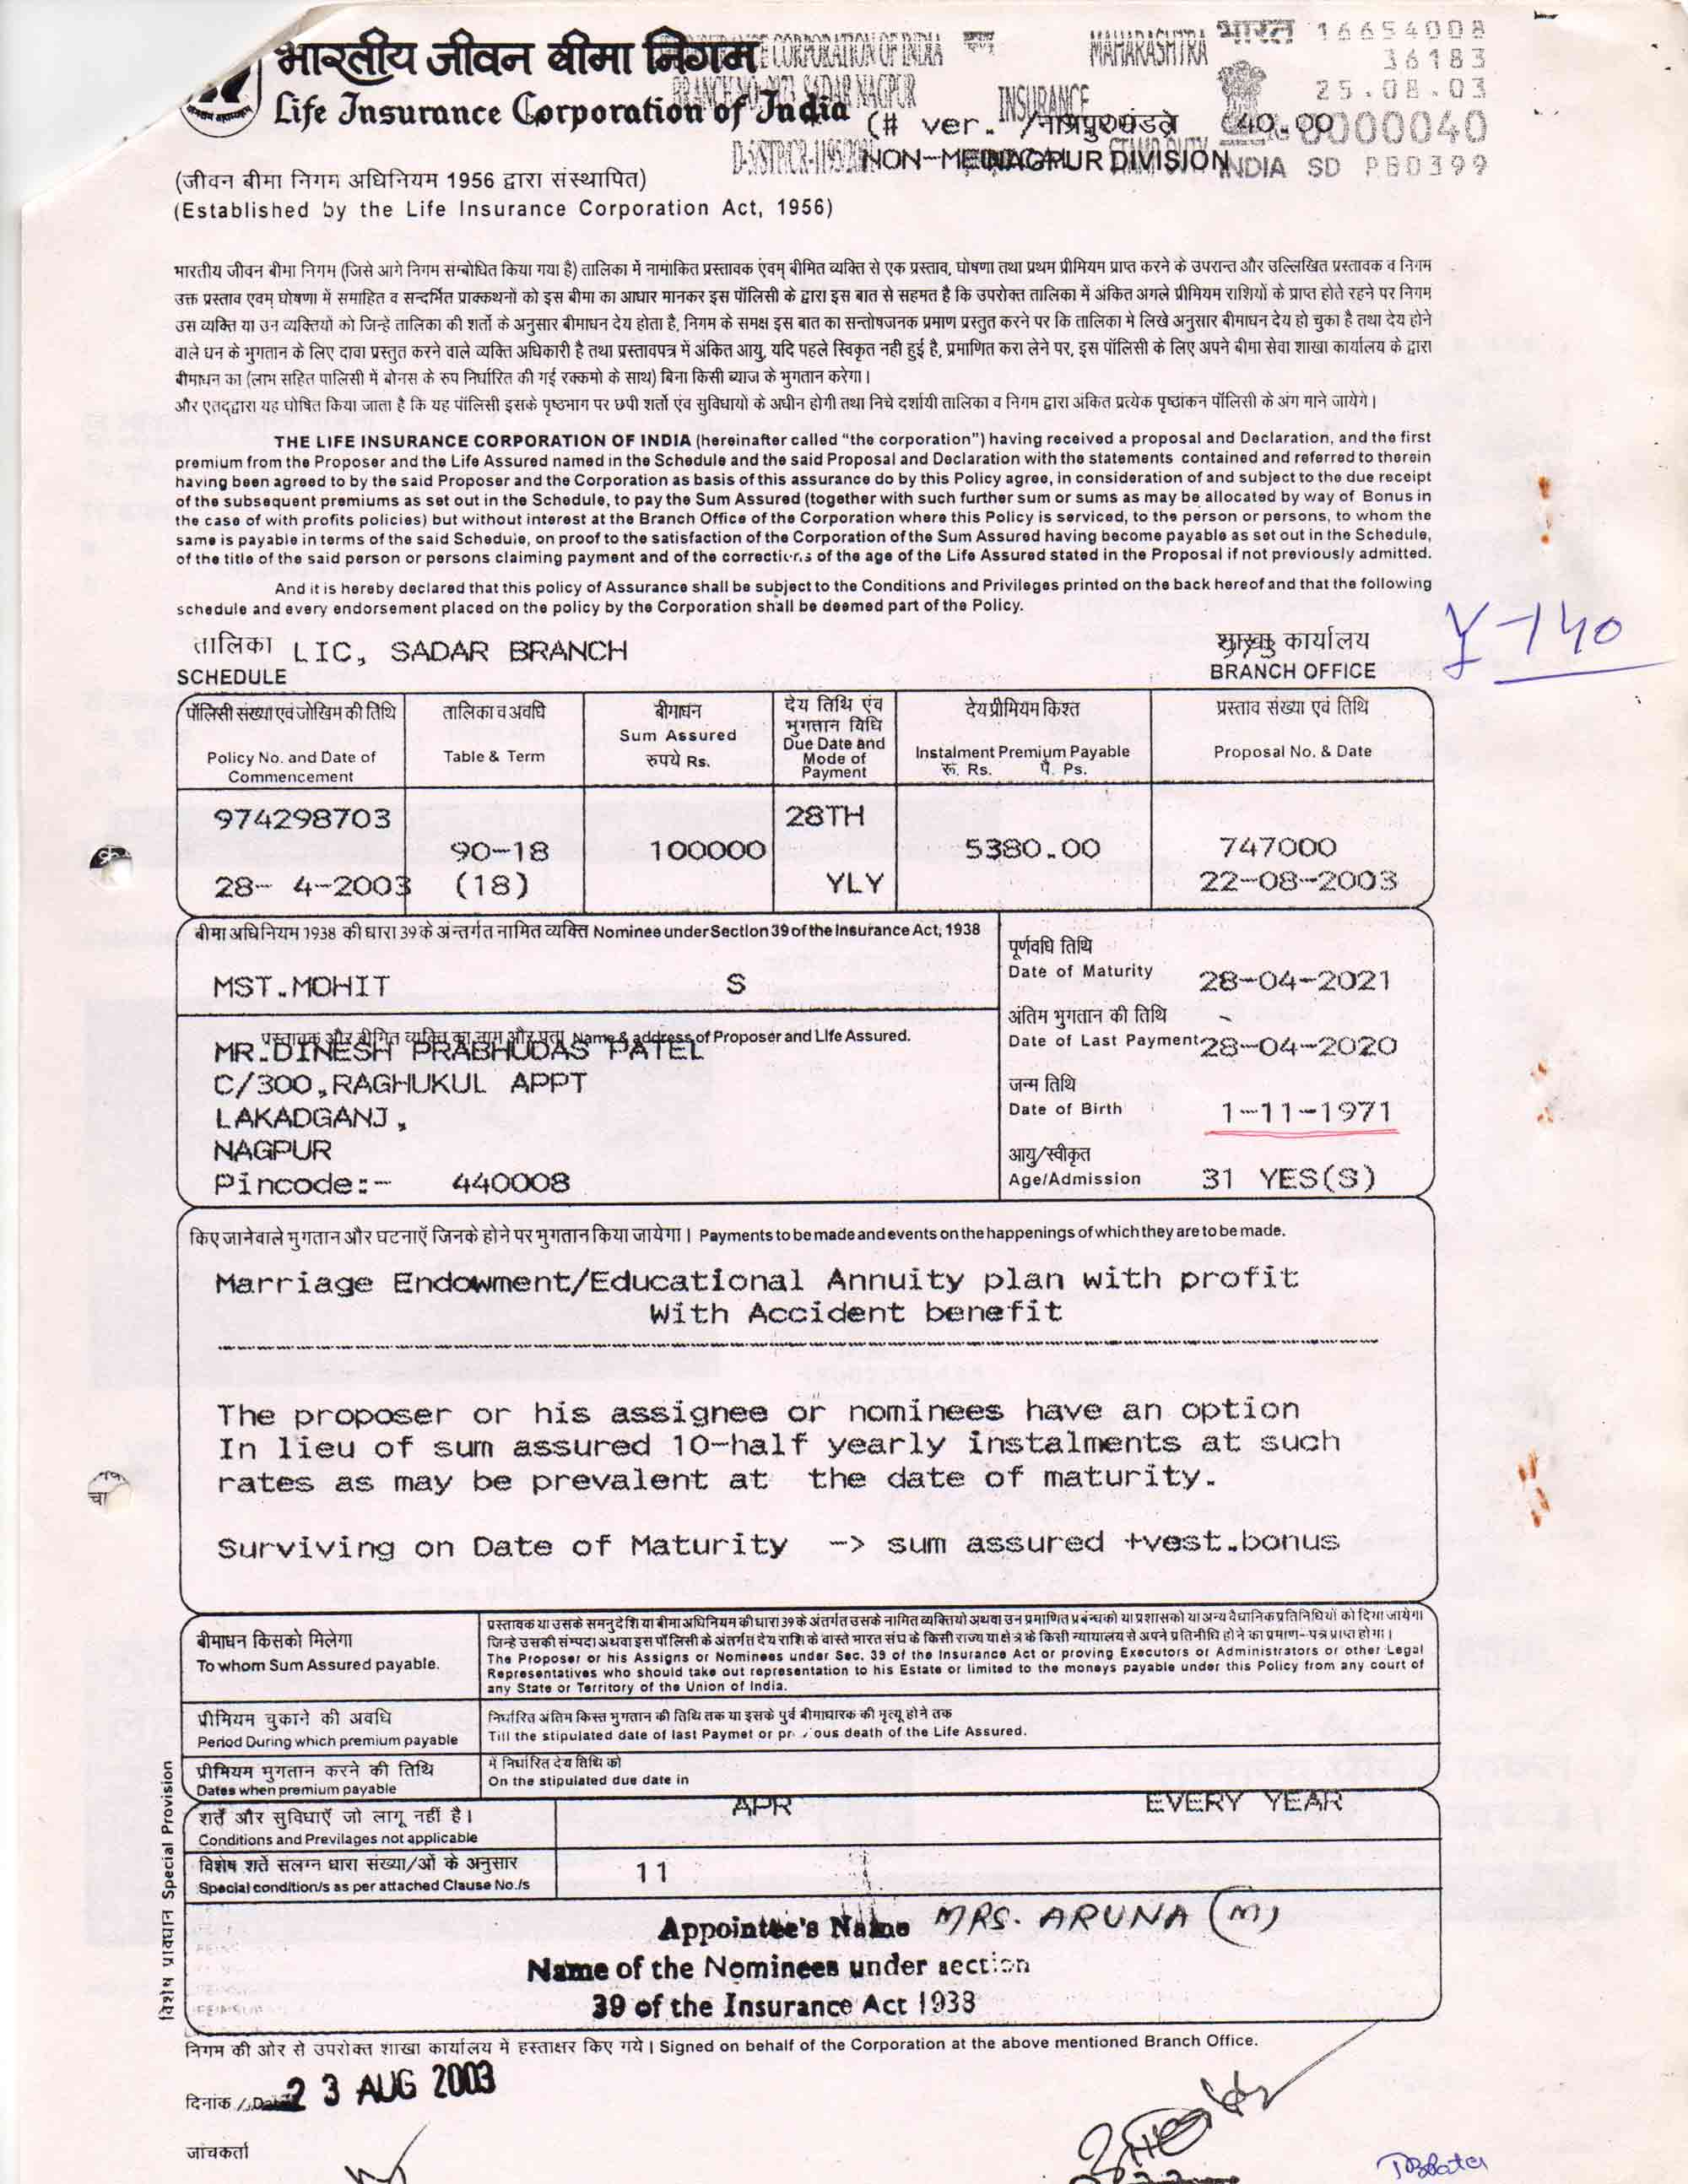 भारतीय जीवन बीमा निगम
Life Insurance Corporation of India
MAHARASHTRA
भारत 16654008
36183
25.08.03
INSURANCE
(# ver.
40.00
0000040
NAGPUR DIVISION
INDIA SD PB0399
(जीवन बीमा निगम अधिनियम 1956 द्वारा संस्थापित)
(Established by the Life Insurance Corporation Act, 1956)
भारतीय जीवन बीमा निगम (जिसे आगे निगम सम्बोधित किया गया है) तालिका में नामांकित प्रस्तावक एंवम् बीमित व्यक्ति से एक प्रस्ताव, घोषणा तथा प्रथम प्रीमियम प्राप्त करने के उपरान्त और उल्लिखित प्रस्तावक व निगम
उक्त प्रस्ताव एवम् घोषणा में समाहित व सन्दर्भित प्राक्कथनों को इस बीमा का आधार मानकर इस पॉलिसी के द्वारा इस बात से सहमत है कि उपरोक्त तालिका में अंकित अगले प्रीमियम राशियों के प्राप्त होते रहने पर निगम
उस व्यक्ति या उन व्यक्तियों को जिन्हें तालिका की शर्तो के अनुसार बीमाधन देय होता है, निगम के समक्ष इस बात का सन्तोषजनक प्रमाण प्रस्तुत करने पर कि तालिका मे लिखे अनुसार बीमाधन देय हो चुका है तथा देय होने
वाले धन के भुगतान के लिए दावा प्रस्तुत करने वाले व्यक्ति अधिकारी है तथा प्रस्तावपत्र में अंकित आयु, यदि पहले स्विकृत नही हुई है, प्रमाणित करा लेने पर, इस पॉलिसी के लिए अपने बीमा सेवा शाखा कार्यालय के द्वारा
बीमाधन का (लाभ सहित पालिसी में बोनस के रुप निर्धारित की गई रक्कमो के साथ) बिना किसी ब्याज के भुगतान करेगा।
और एतद्द्वारा यह घोषित किया जाता है कि यह पॉलिसी इसके पृष्ठभाग पर छपी शर्तो एंव सुविधायो के अधीन होगी तथा निचे दर्शायी तालिका व निगम द्वारा अंकित प्रत्येक पृष्ठांकन पॉलिसी के अंग माने जायेगे।
THE LIFE INSURANCE CORPORATION OF INDIA (hereinafter called "the corporation") having received a proposal and Declaration, and the first
premium from the Proposer and the Life Assured named in the Schedule and the said Proposal and Declaration with the statements contained and referred to therein
having been agreed to by the said Proposer and the Corporation as basis of this assurance do by this Policy agree, in consideration of and subject to the due receipt
of the subsequent premiums as set out in the Schedule, to pay the Sum Assured (together with such further sum or sums as may be allocated by way of Bonus in
the case of with profits policies) but without interest at the Branch Office of the Corporation where this Policy is serviced, to the person or persons, to whom the
same is payable in terms of the said Schedule, on proof to the satisfaction of the Corporation of the Sum Assured having become payable as set out in the Schedule,
of the title of the said person or persons claiming payment and of the of the age of the Life Assured stated in the Proposal if not previously admitted.
And it is hereby declared that this policy of Assurance shall be subject to the Conditions and Privileges printed on the back hereof and that the following
schedule and every endorsement placed on the policy by the Corporation shall be deemed part of the Policy.
तालिका LIC, SADAR BRANCH शाखा कार्यालय
SCHEDULE BRANCH OFFICE
पॉलिसी संख्या एवं जोखिम की तिथि
Policy No. and Date of
Commencement
तालिका व अवधि
Table & Term
बीमाधन
Sum Assured
रुपये Rs.
देय तिथि एंव
भुगतान विधि
Due Date and
Mode of
Payment
देय प्रीमियम किश्त
Instalment Premium Payable
रू. Rs. पै. Ps.
प्रस्ताव संख्या एवं तिथि
Proposal No. & Date
974298703 28TH
90-18 100000 5380.00 747000
28- 4-2003 (18) YLY 22-08-2003
बीमा अधिनियम 1938 की धारा 39 के अंन्तर्गत नामित व्यक्ति Nominee under Section 39 of the Insurance Act, 1938
MST.MOHIT S
पूर्णवधि तिथि
Date of Maturity 28-04-2021
अंतिम भुगतान की तिथि
Date of Last Payment 28-04-2020
जन्म तिथि
Date of Birth 1-11-1971
आयु/स्वीकृत
Age/Admission 31 YES(S)
प्रस्तावक और बीमित व्यक्ति का नाम और पता Name & address of Proposer and Life Assured.
MR.DINESH PRABHUDAS PATEL
C/300,RAGHUKUL APPT
LAKADGANJ,
NAGPUR
Pincode:- 440008
किए जानेवाले भुगतान और घटनाएँ जिनके होने पर भुगतान किया जायेगा | Payments to be made and events on the happenings of which they are to be made.
Marriage Endowment/Educational Annuity plan with profit
With Accident benefit
The proposer or his assignee or nominees have an option
In lieu of sum assured 10-half yearly instalments at such
rates as may be prevalent at the date of maturity.
Surviving on Date of Maturity -> sum assured +vest.bonus
बीमाधन किसको मिलेगा
To whom Sum Assured payable.
प्रस्तावक या उसके समनुदेशि या बीमा अधिनियम की धारा 39 के अंतर्गत उसके नामित व्यक्तियो अथवा उन प्रमाणित प्रबंन्धको या प्रशासको या अन्य वैधानिक प्रतिनिधियों को दिया जायेगा
जिन्हे उसकी संम्पदा अथवा इस पॉलिसी के अंतर्गत देय राशि के वास्ते भारत संघ के किसी राज्य या क्षेत्र के किसी न्यायालय से अपने प्रतिनीधि होने का प्रमाण-पत्र प्राप्त होगा।
The Proposer or his Assigns or Nominees under Sec. 39 of the Insurance Act or proving Executors or Administrators or other Legal
Representatives who should take out representation to his Estate or limited to the moneys payable under this Policy from any court of
any State or Territory of the Union of India.
प्रीमियम चुकाने की अवधि
Period During which premium payable
निर्धारित अंतिम किस्त भुगतान की तिथि तक या इसके पुर्व बीमाधारक की मृत्यू होने तक
Till the stipulated date of last Paymet or death of the Life Assured.
प्रीमियम भुगतान करने की तिथि
Dates when premium payable
में निर्धारित देय तिथि को
On the stipulated due date in
APR EVERY YEAR
शर्तें और सुविधाएँ जो लागू नहीं है।
Conditions and Previlages not applicable
विशेष शर्ते सलग्न धारा संख्या/ओं के अनुसार
Special condition/s as per attached Clause No./s
11
विशेष प्रावधान Special Provision
Appointee's Name MRS. ARUNA (M)
Name of the Nominees under section
39 of the Insurance Act 1938
निगम की ओर से उपरोक्त शाखा कार्यालय में हस्ताक्षर किए गये | Signed on behalf of the Corporation at the above mentioned Branch Office.
दिनांक / Date 23 AUG 2003
जांचकर्ता